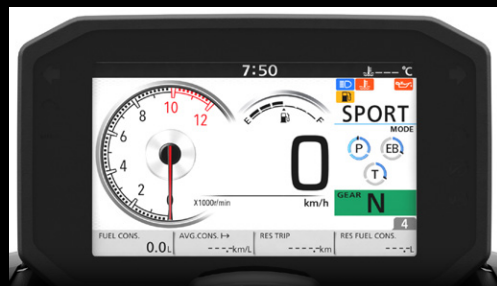 7:50
---°C
10
8
12
6
4
2
0
X1000r/min
E
F
0
km/h
SPORT
MODE
P
EB
T
GEAR
N
4
FUEL CONS.
0.0L
AVG.CONS.↦
---.-km/L
RES TRIP
----km
RES FUEL CONS.
---.-L